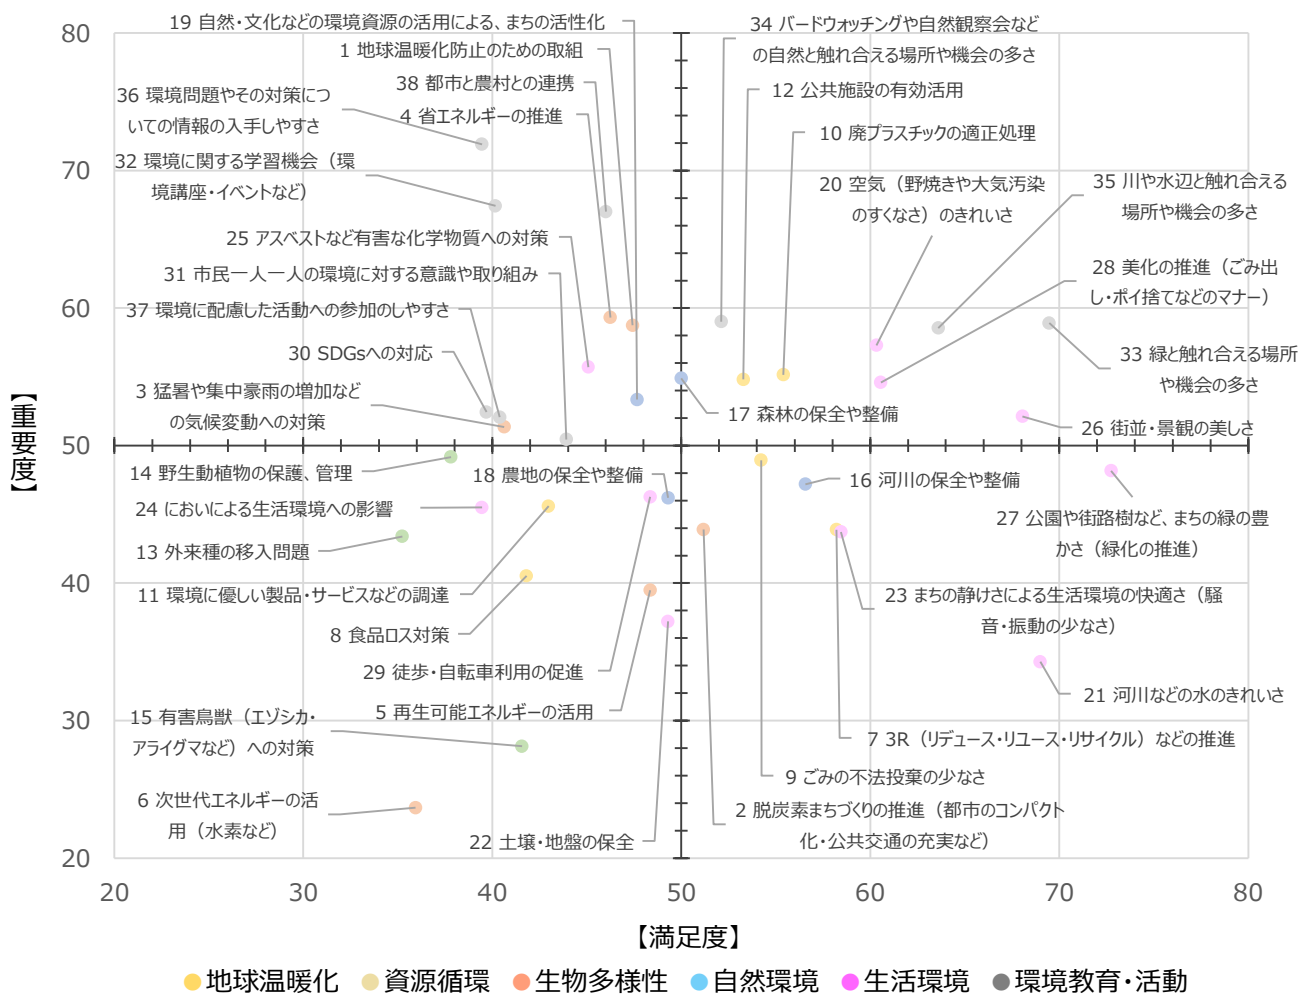 19 自然・文化などの環境資源の活用による、まちの活性化
1 地球温暖化防止のための取組
38 都市と農村との連携
4 省エネルギーの推進
36 環境問題やその対策につ
いての情報の入手しやすさ
32 環境に関する学習機会（環
境講座・イベントなど）
25 アスベストなど有害な化学物質への対策
31 市民一人一人の環境に対する意識や取り組み
37 環境に配慮した活動への参加のしやすさ
30 SDGsへの対応
3 猛暑や集中豪雨の増加など
の気候変動への対策
34 バードウォッチングや自然観察会など
の自然と触れ合える場所や機会の多さ
12 公共施設の有効活用
10 廃プラスチックの適正処理
20 空気（野焼きや大気汚染
のすくなさ）のきれいさ
35 川や水辺と触れ合える
場所や機会の多さ
28 美化の推進（ごみ出
し・ポイ捨てなどのマナー）
33 緑と触れ合える場所
や機会の多さ
17 森林の保全や整備
26 街並・景観の美しさ
14 野生動植物の保護、管理
24 においによる生活環境への影響
13 外来種の移入問題
11 環境に優しい製品・サービスなどの調達
8 食品ロス対策
18 農地の保全や整備
29 徒歩・自転車利用の促進
5 再生可能エネルギーの活用
15 有害鳥獣（エゾシカ・
アライグマなど）への対策
6 次世代エネルギーの活
用（水素など）
22 土壌・地盤の保全
16 河川の保全や整備
27 公園や街路樹など、まちの緑の豊
かさ（緑化の推進）
23 まちの静けさによる生活環境の快適さ（騒
音・振動の少なさ）
21 河川などの水のきれいさ
7 3R（リデュース・リユース・リサイクル）などの推進
9 ごみの不法投棄の少なさ
2 脱炭素まちづくりの推進（都市のコンパクト
化・公共交通の充実など）
80
70
60
50
40
30
20
【重要度】
20 30 40 50 60 70 80
【満足度】
地球温暖化 資源循環 生物多様性 自然環境 生活環境 環境教育・活動